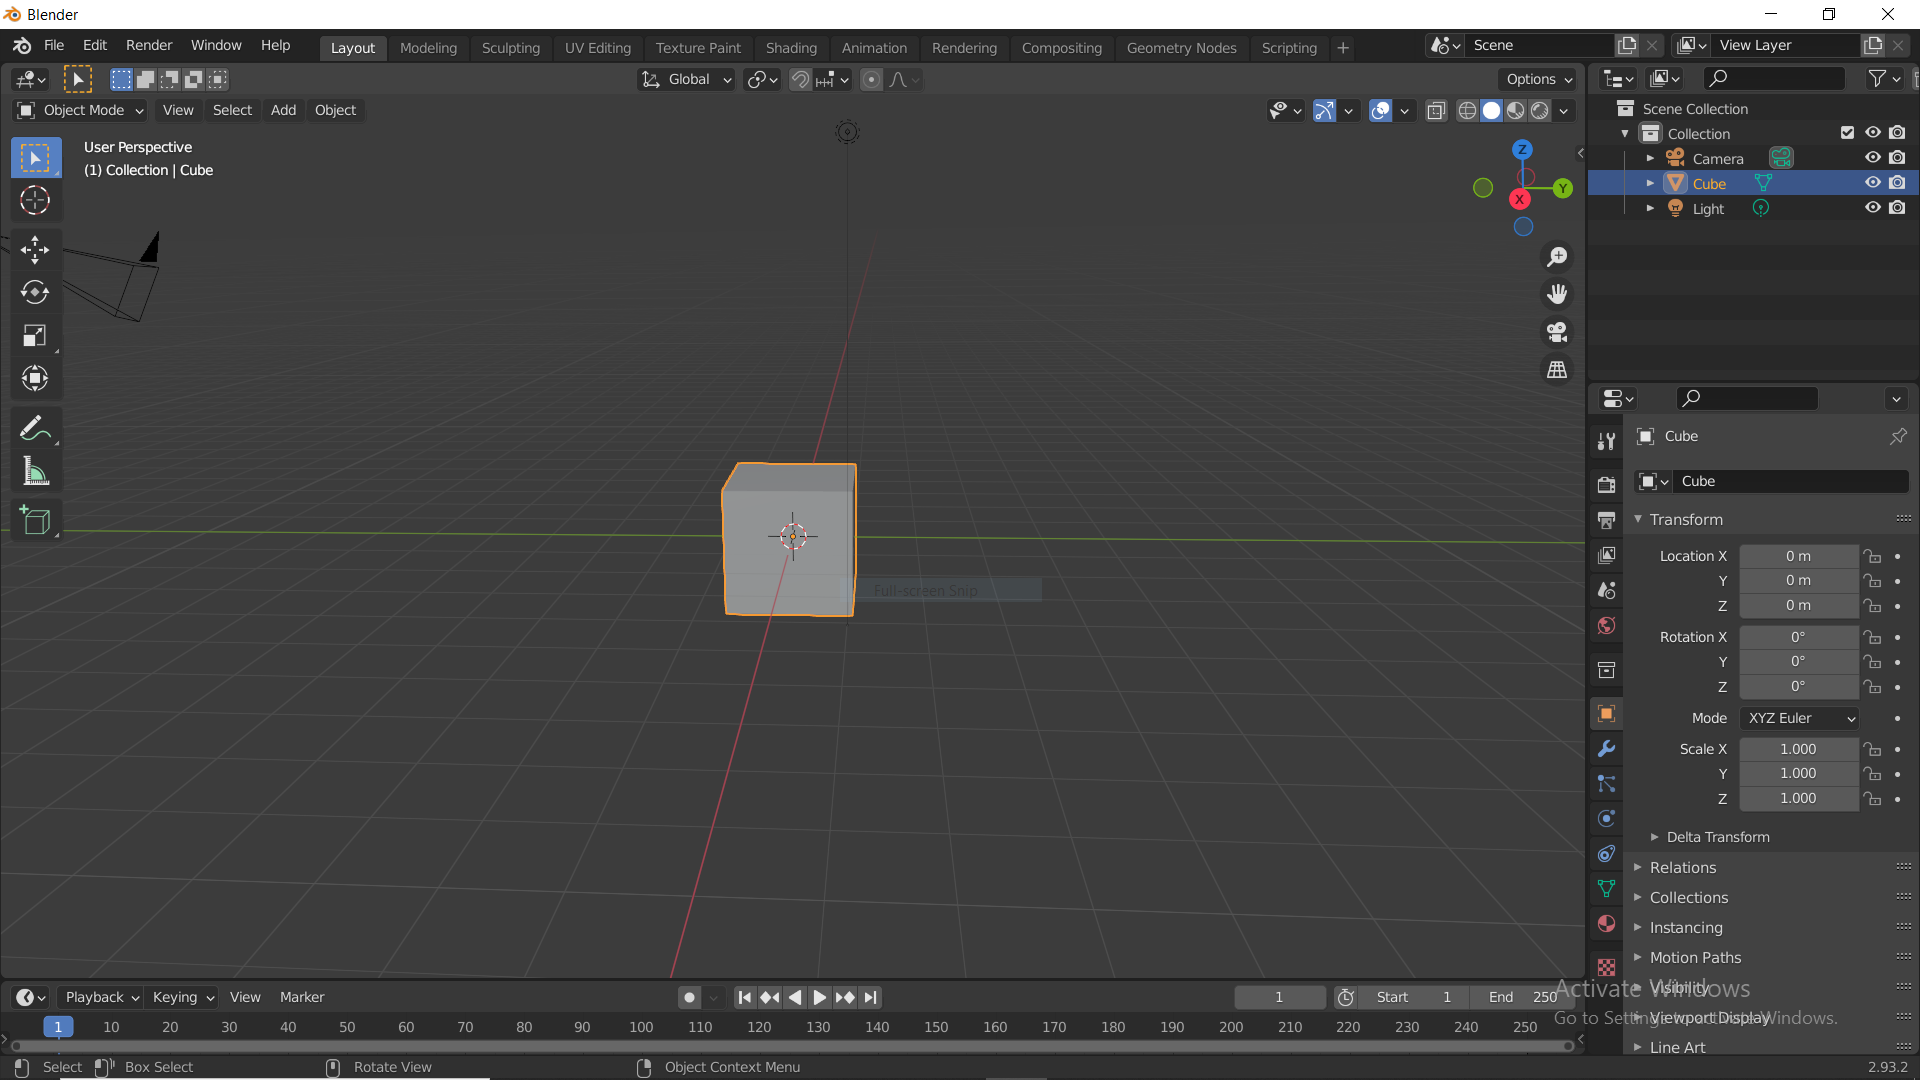 Blender
File Edit Render Window Help Layout Modeling Sculpting UV Editing Texture Paint Shading Animation Rendering Compositing Geometry Nodes Scripting + Scene View Layer
Global Options
Object Mode View Select Add Object
User Perspective
(1) Collection | Cube
Z
Y
X
Full-screen Snip
Scene Collection
Collection
Camera
Cube
Light
Cube
Cube
Transform
Location X 0 m
Y 0 m
Z 0 m
Rotation X 0°
Y 0°
Z 0°
Mode XYZ Euler
Scale X 1.000
Y 1.000
Z 1.000
Delta Transform
Relations
Collections
Instancing
Motion Paths
Visibility
Viewport Display
Line Art
Activate Windows
Go to Settings to activate Windows.
Playback Keying View Marker 1 Start 1 End 250
1 10 20 30 40 50 60 70 80 90 100 110 120 130 140 150 160 170 180 190 200 210 220 230 240 250
Select Box Select Rotate View Object Context Menu 2.93.2